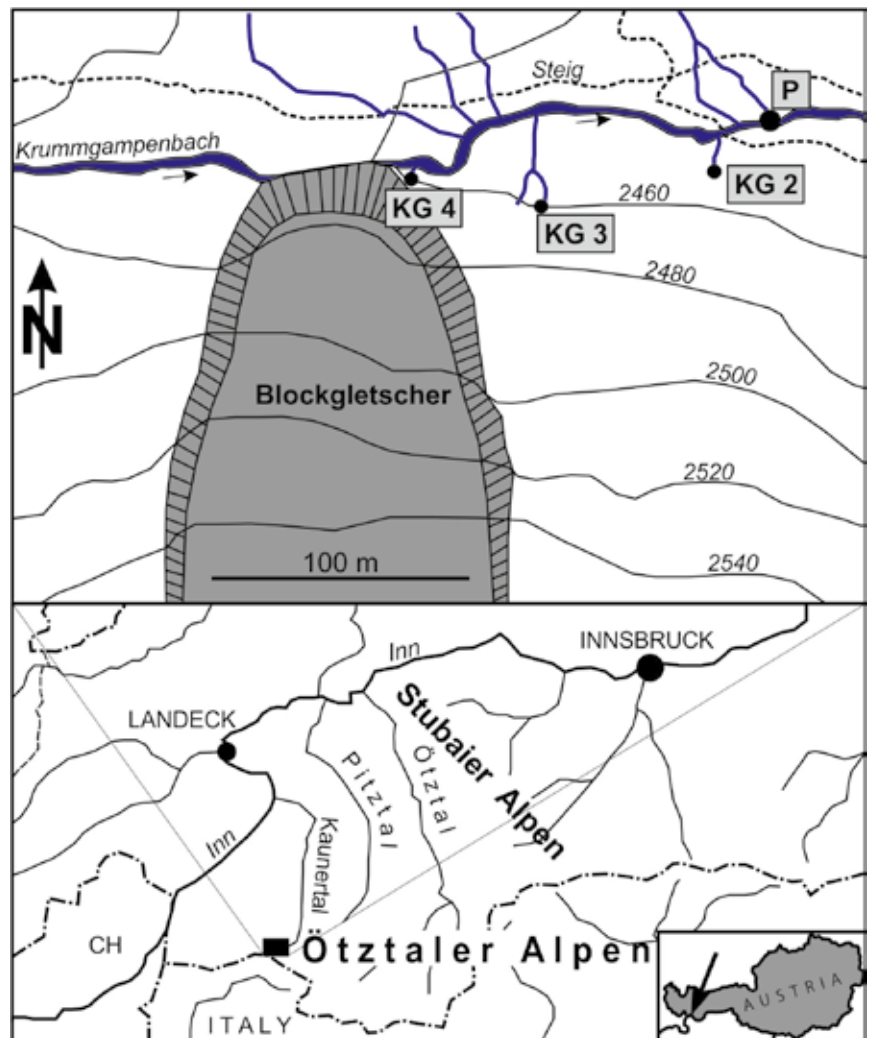 Steig
P
Krummgampenbach
KG 4
KG 3
KG 2
2460
2480
N
Blockgletscher
2500
2520
100 m
2540
INNSBRUCK
Inn
LANDECK
Stubaier Alpen
Pitztal
Ötztal
Inn
Kaunertal
CH
Ötztaler Alpen
ITALY
AUSTRIA